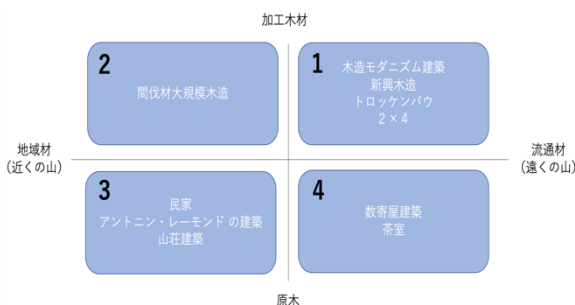 加工木材
2
間伐材大規模木造
1
木造モダニズム建築
新興木造
トロッケンバウ
2 × 4
地域材
（近くの山）
流通材
（遠くの山）
3
民家
アントニン・レーモンド の建築
山荘建築
4
数寄屋建築
茶室
原木